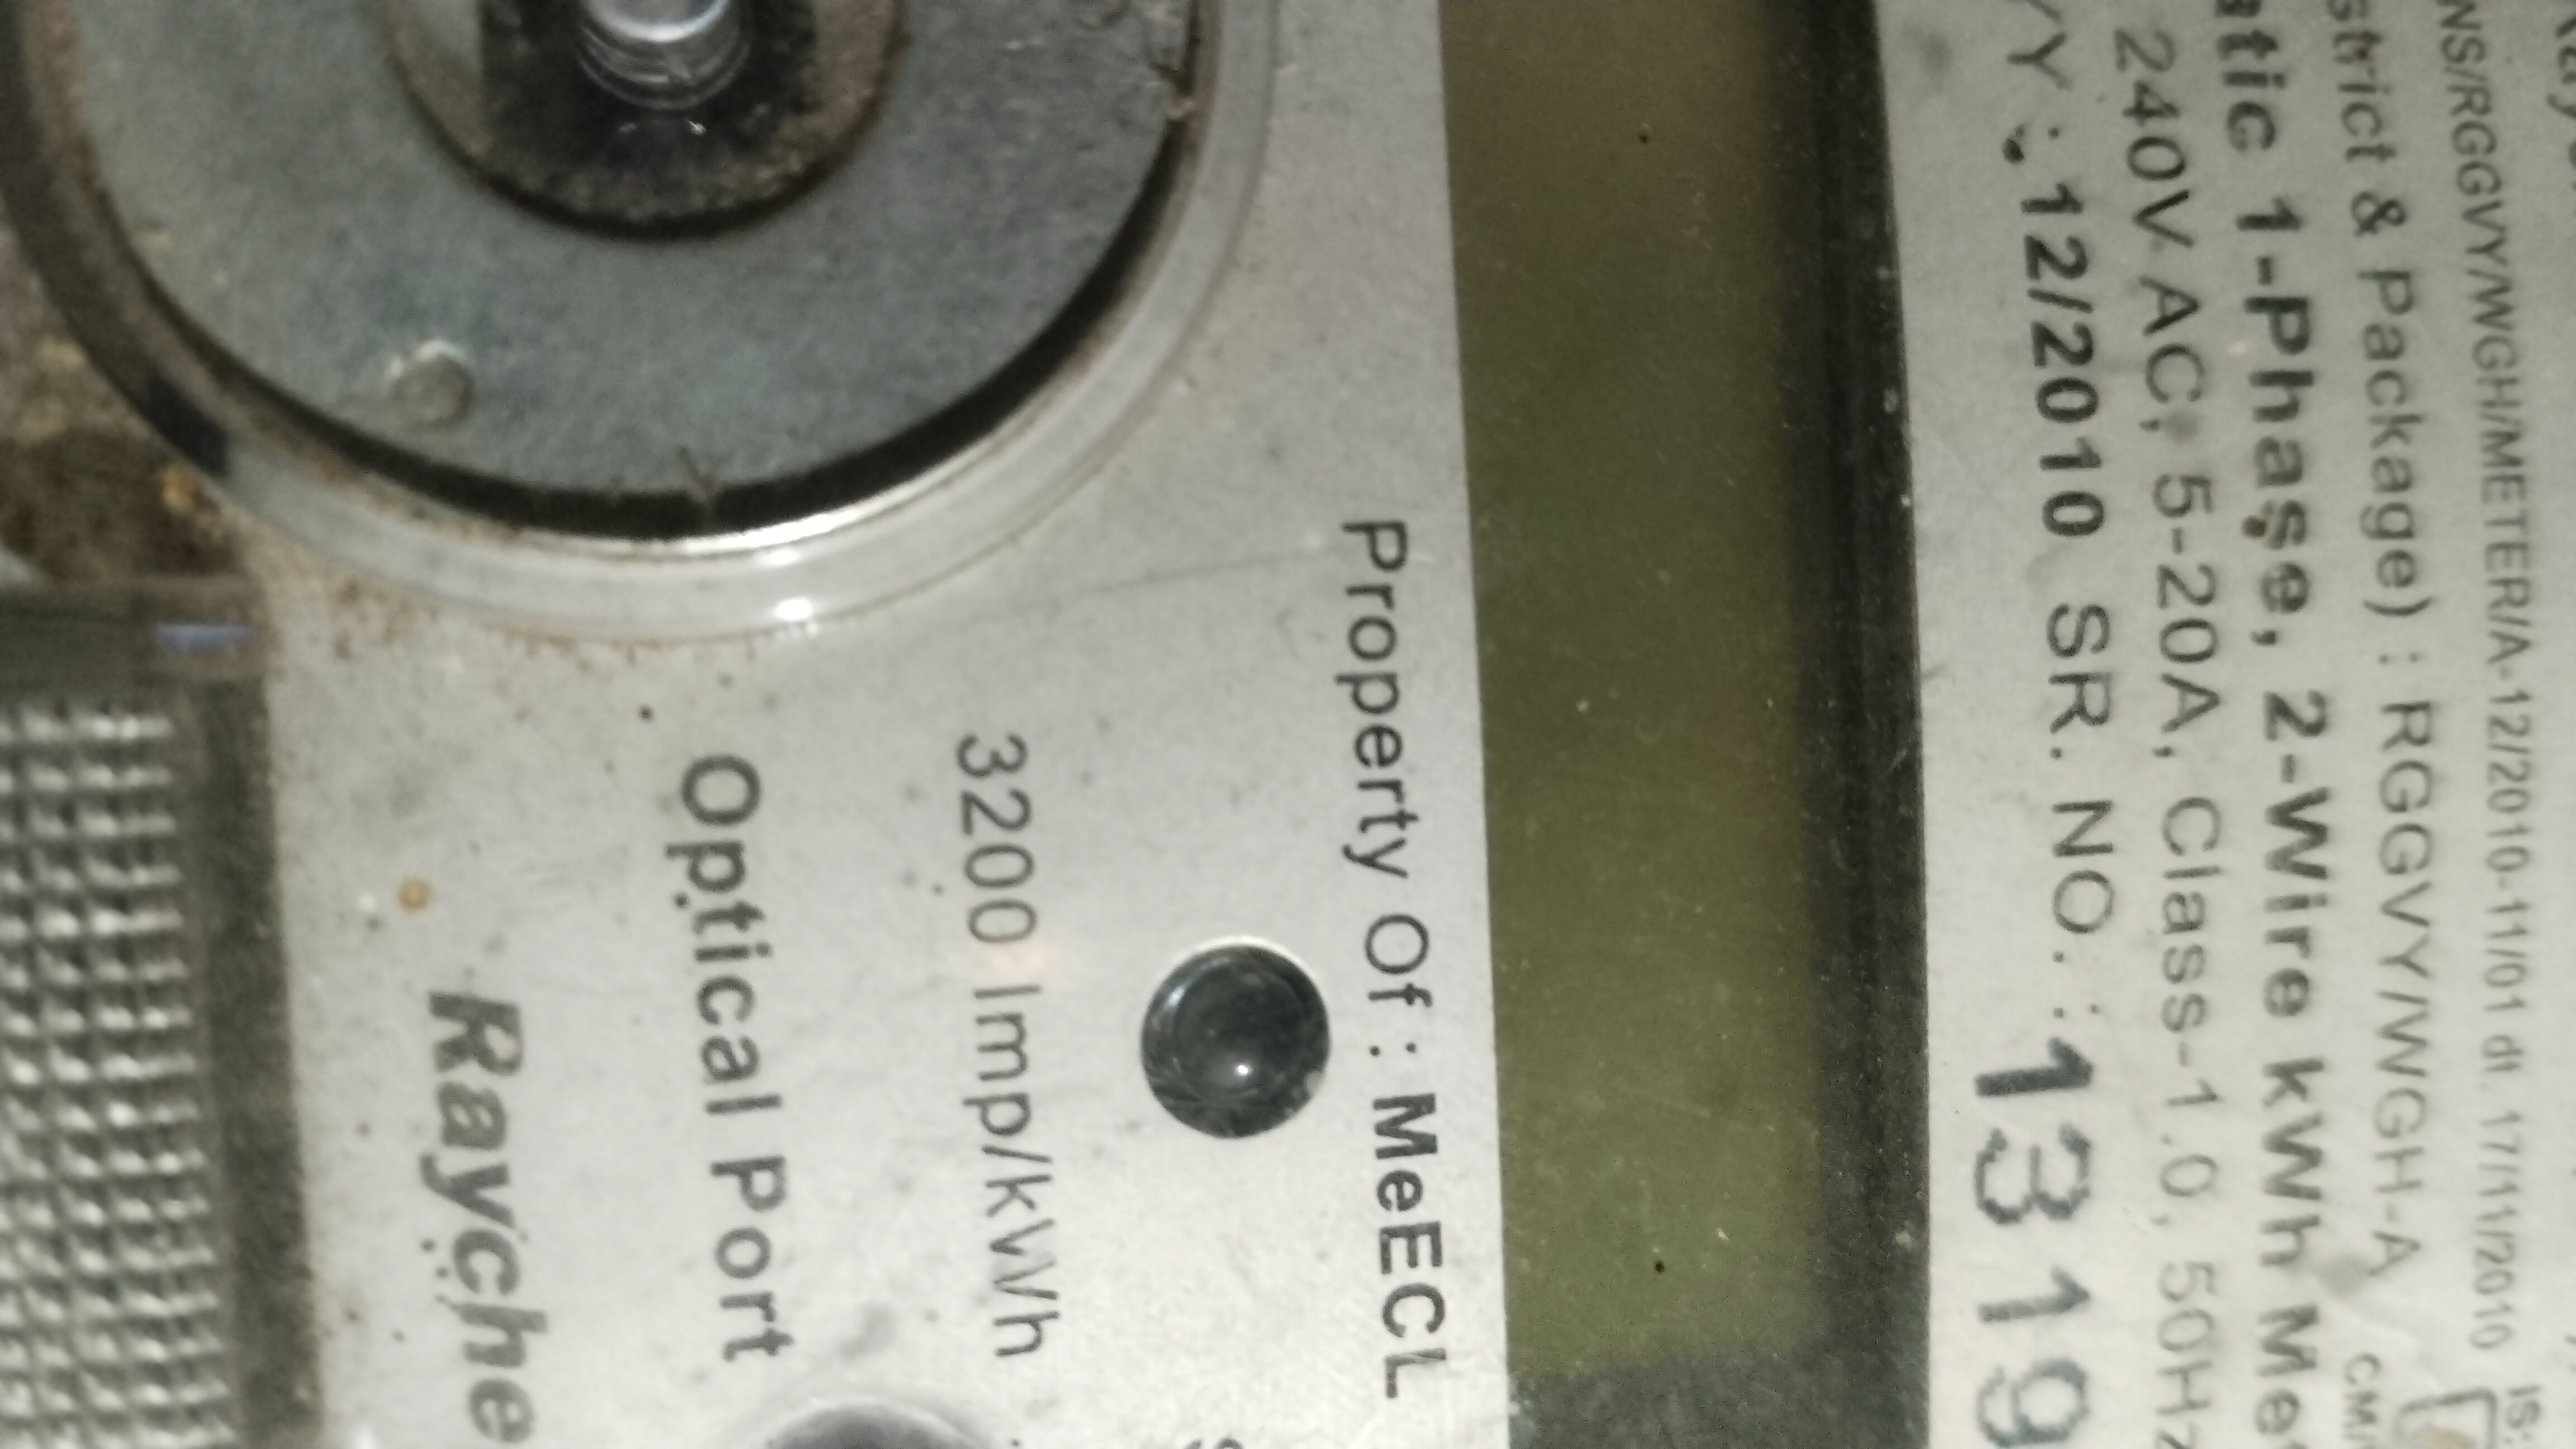 NS/RGGVY/WGH/METER/A-12/2010-11/01 dt. 17/11/2010
strict & Package) : RGGVY/WGH-A
atic 1-Phase, 2-Wire kWh Me
240V AC, 5-20A, Class-1.0, 50Hz
YY : 12/2010 SR. NO. : 1319
Property Of : MeECL
3200 Imp/kWh
Optical Port
Rayche